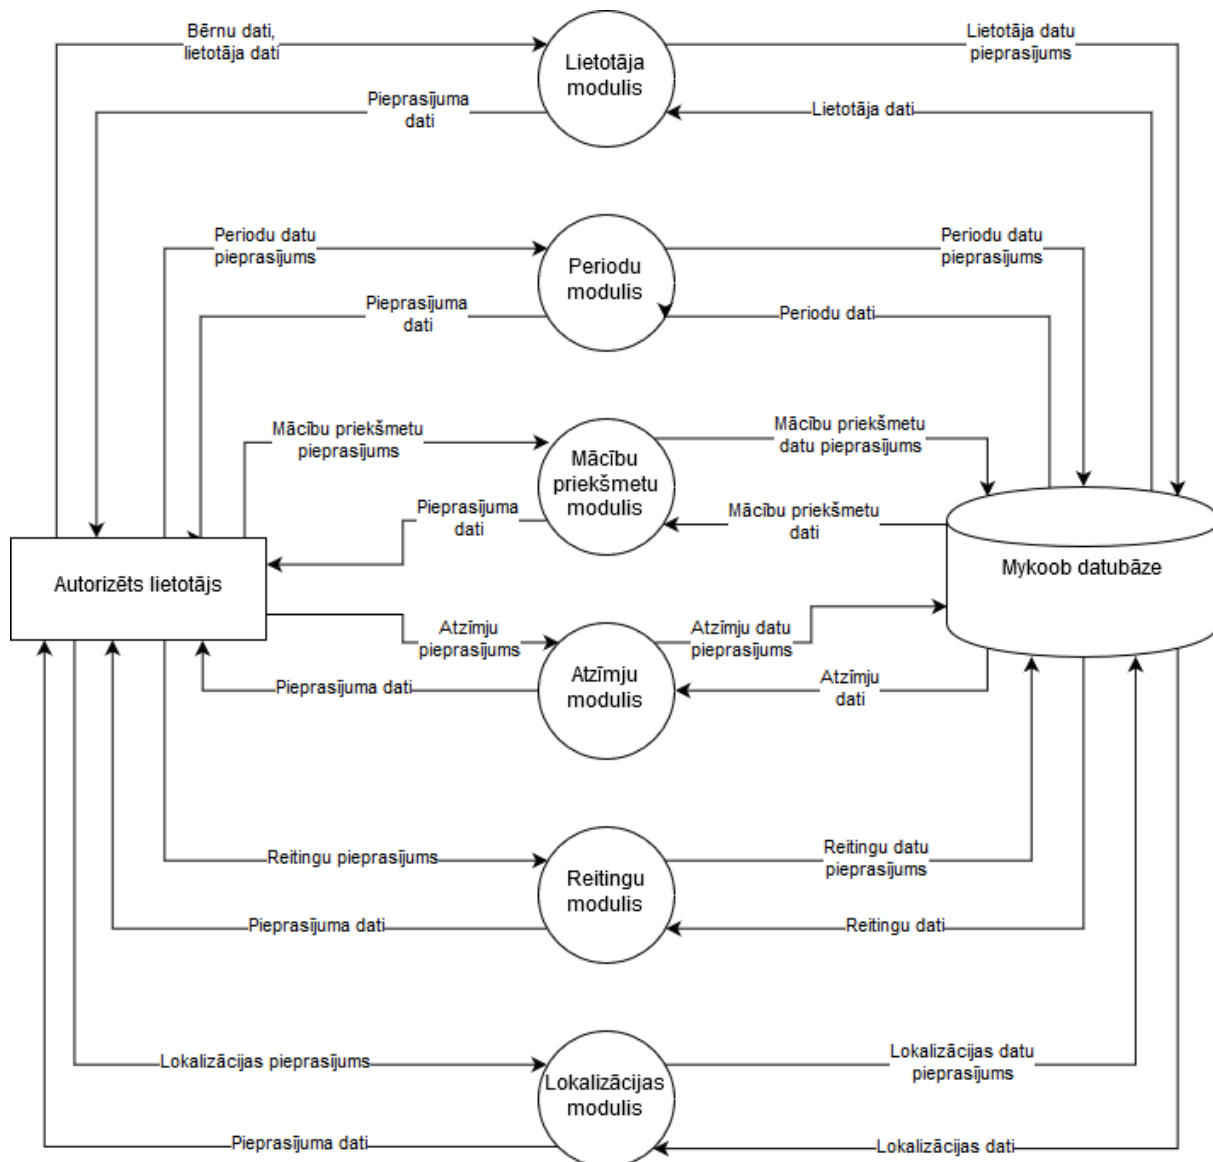 Bērnu dati,
lietotāja dati
Lietotāja
modulis
Lietotāja datu
pieprasījums
Pieprasījuma
dati
Lietotāja dati
Periodu datu
pieprasījums
Periodu
modulis
Periodu datu
pieprasījums
Pieprasījuma
dati
Periodu dati
Mācību priekšmetu
pieprasījums
Mācību
priekšmetu
modulis
Mācību priekšmetu
datu pieprasījums
Pieprasījuma
dati
Mācību priekšmetu
dati
Autorizēts lietotājs
Mykoob datubāze
Atzīmju
pieprasījums
Atzīmju
modulis
Atzīmju datu
pieprasījums
Pieprasījuma dati
Atzīmju
dati
Reitingu pieprasījums
Reitingu
modulis
Reitingu datu
pieprasījums
Pieprasījuma dati
Reitingu dati
Lokalizācijas pieprasījums
Lokalizācijas
modulis
Lokalizācijas datu
pieprasījums
Pieprasījuma dati
Lokalizācijas dati